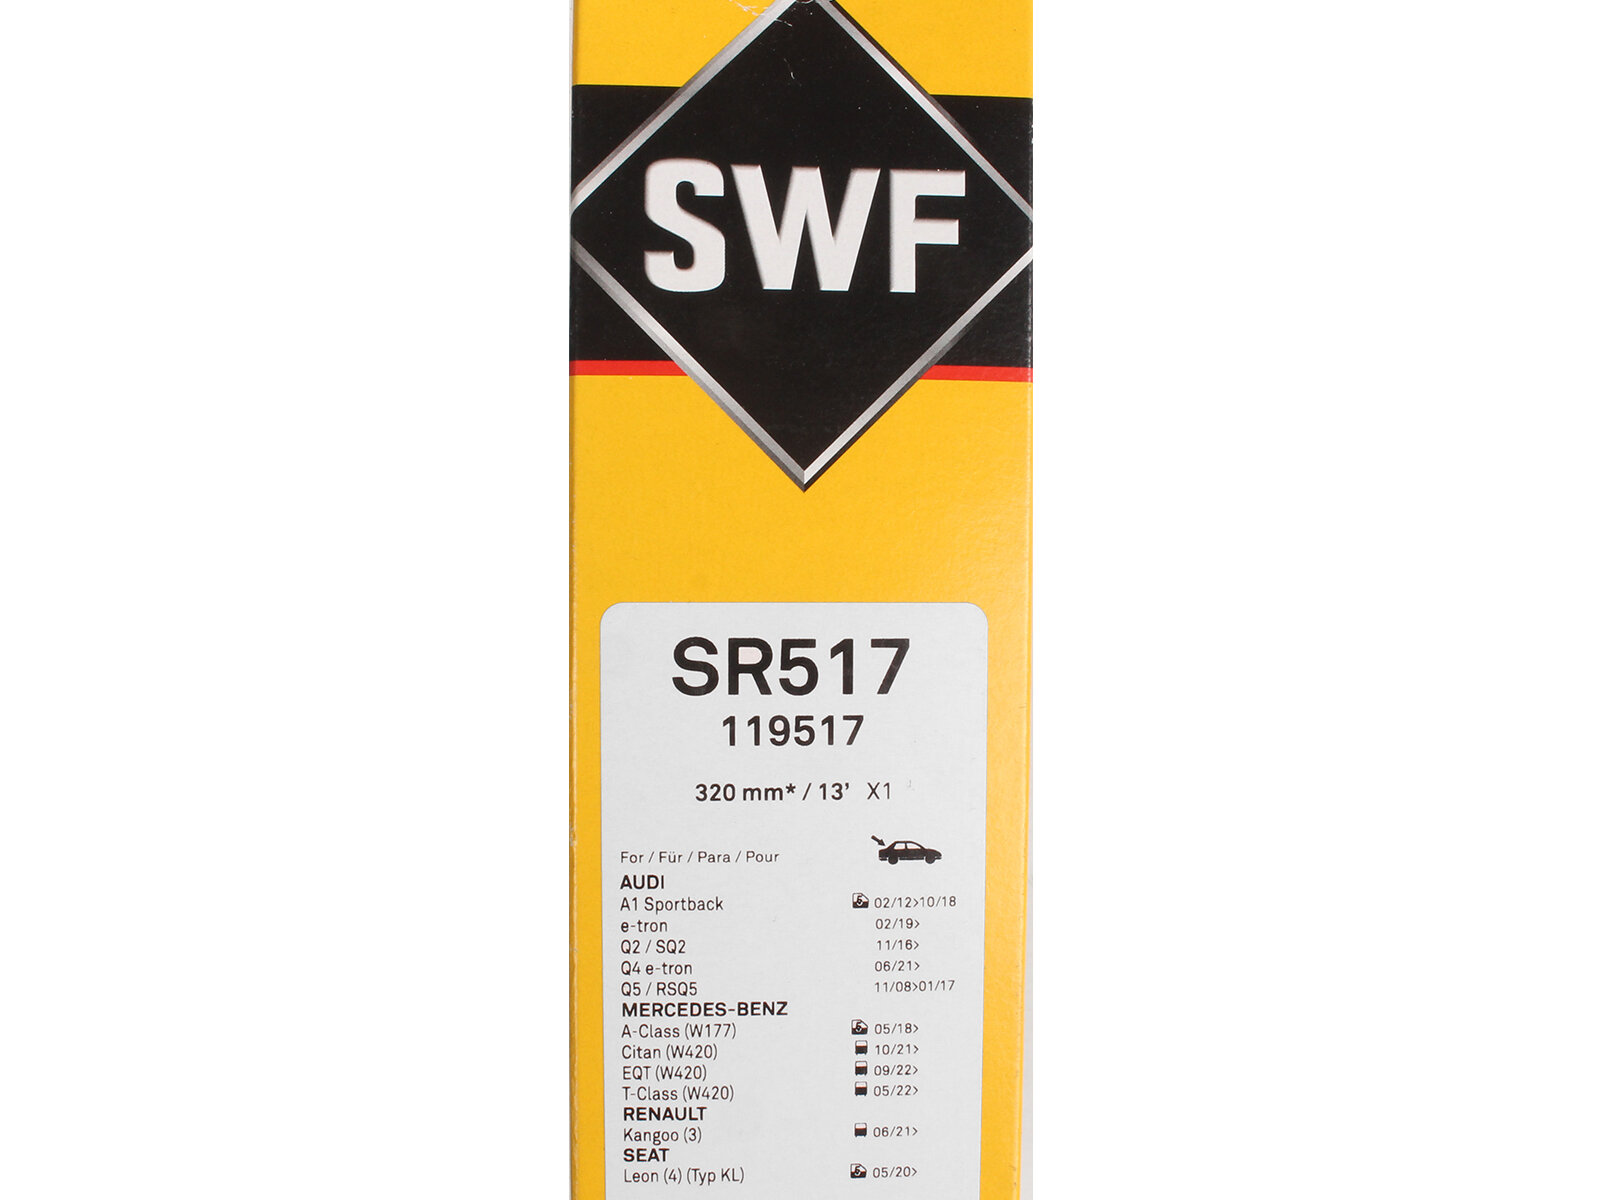 SWF
SR517
119517
320 mm* / 13' X1
For / Für / Para / Pour
AUDI
A1 Sportback 5 02/12>10/18
e-tron 02/19>
Q2 / SQ2 11/16>
Q4 e-tron 06/21>
Q5 / RSQ5 11/08>01/17
MERCEDES-BENZ
A-Class (W177) 5 05/18>
Citan (W420) 10/21>
EQT (W420) 09/22>
T-Class (W420) 05/22>
RENAULT
Kangoo (3) 06/21>
SEAT
Leon (4) (Typ KL) 5 05/20>